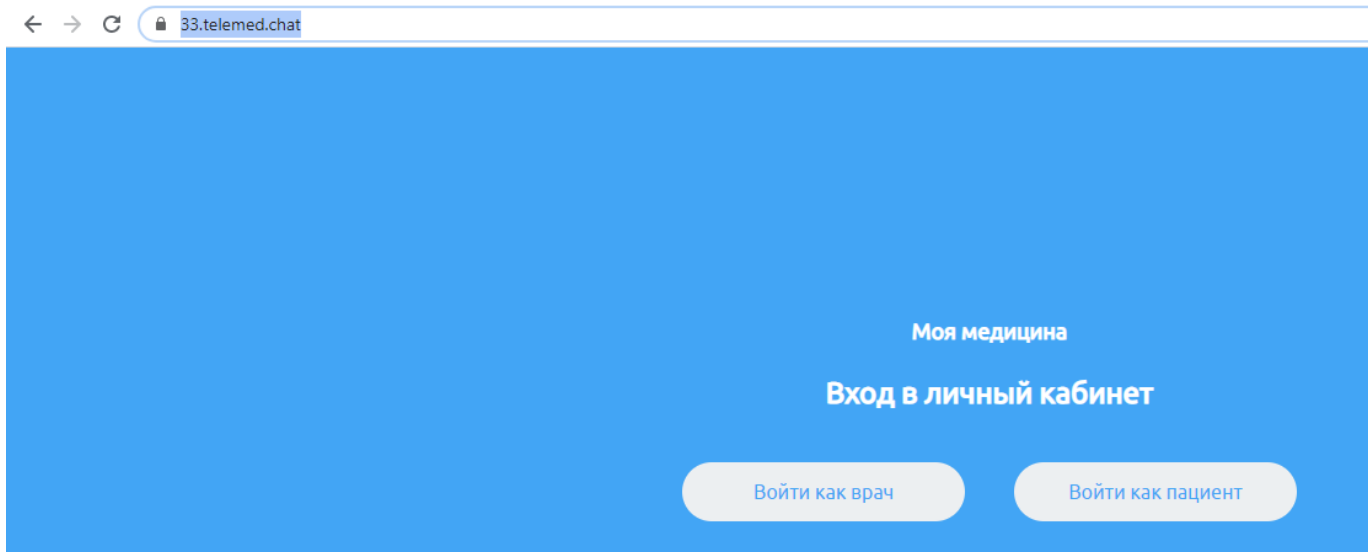 33.telemed.chat
Моя медицина
Вход в личный кабинет
Войти как врач
Войти как пациент